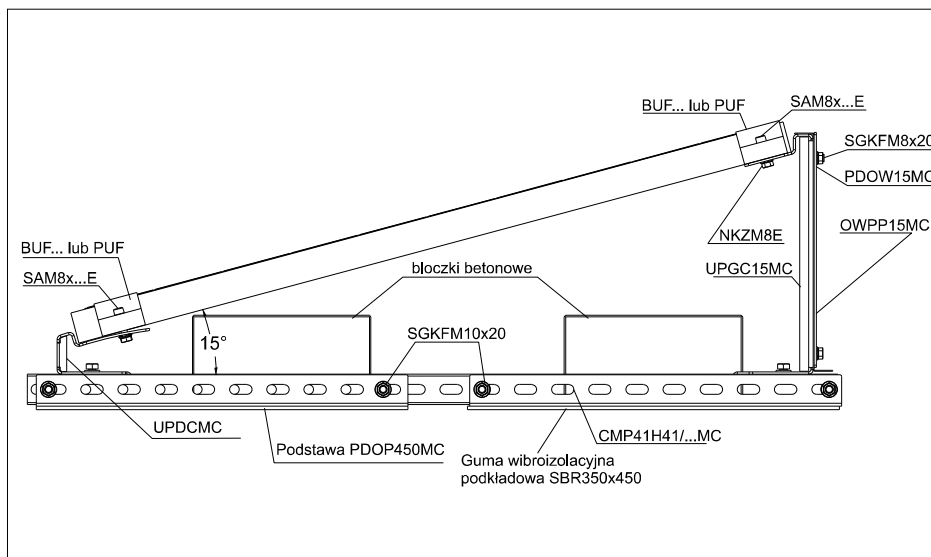 BUF... lub PUF
SAM8x...E
SGKFM8x20
PDOW15MC
OWPP15MC
NKZM8E
UPGC15MC
BUF... lub PUF
SAM8x...E
bloczki betonowe
15°
SGKFM10x20
UPDCMC
Podstawa PDOP450MC
CMP41H41/...MC
Guma wibroizolacyjna
podkładowa SBR350x450